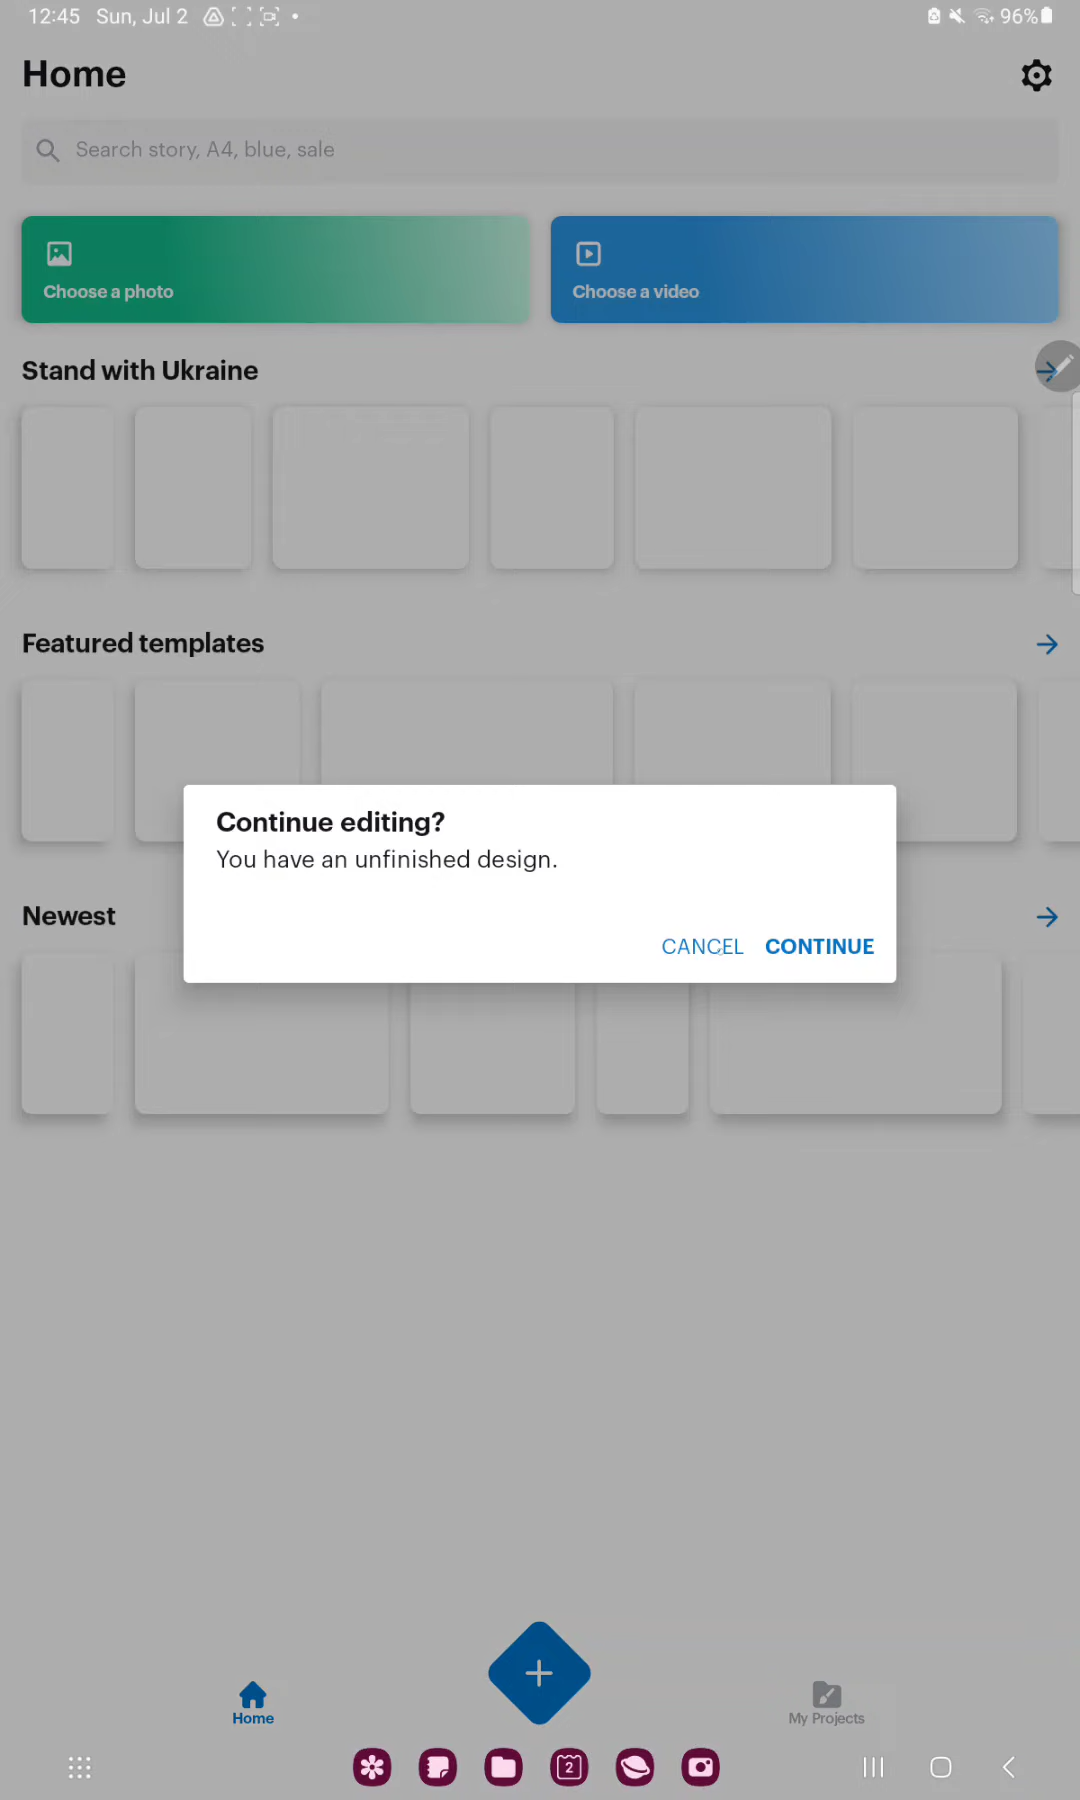 12:45 Sun, Jul 2
96%
Home
Search story, A4, blue, sale
Choose a photo
Choose a video
Stand with Ukraine
Featured templates
Continue editing?
You have an unfinished design.
Newest
CANCEL CONTINUE
Home
My Projects
2